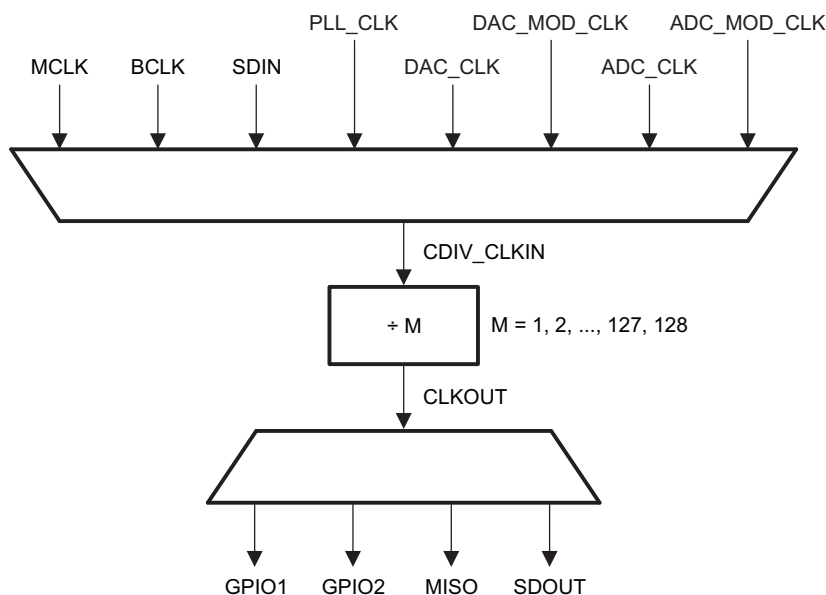 PLL_CLK DAC_MOD_CLK ADC_MOD_CLK
MCLK BCLK SDIN DAC_CLK ADC_CLK
CDIV_CLKIN
÷ M M = 1, 2, ..., 127, 128
CLKOUT
GPIO1 GPIO2 MISO SDOUT